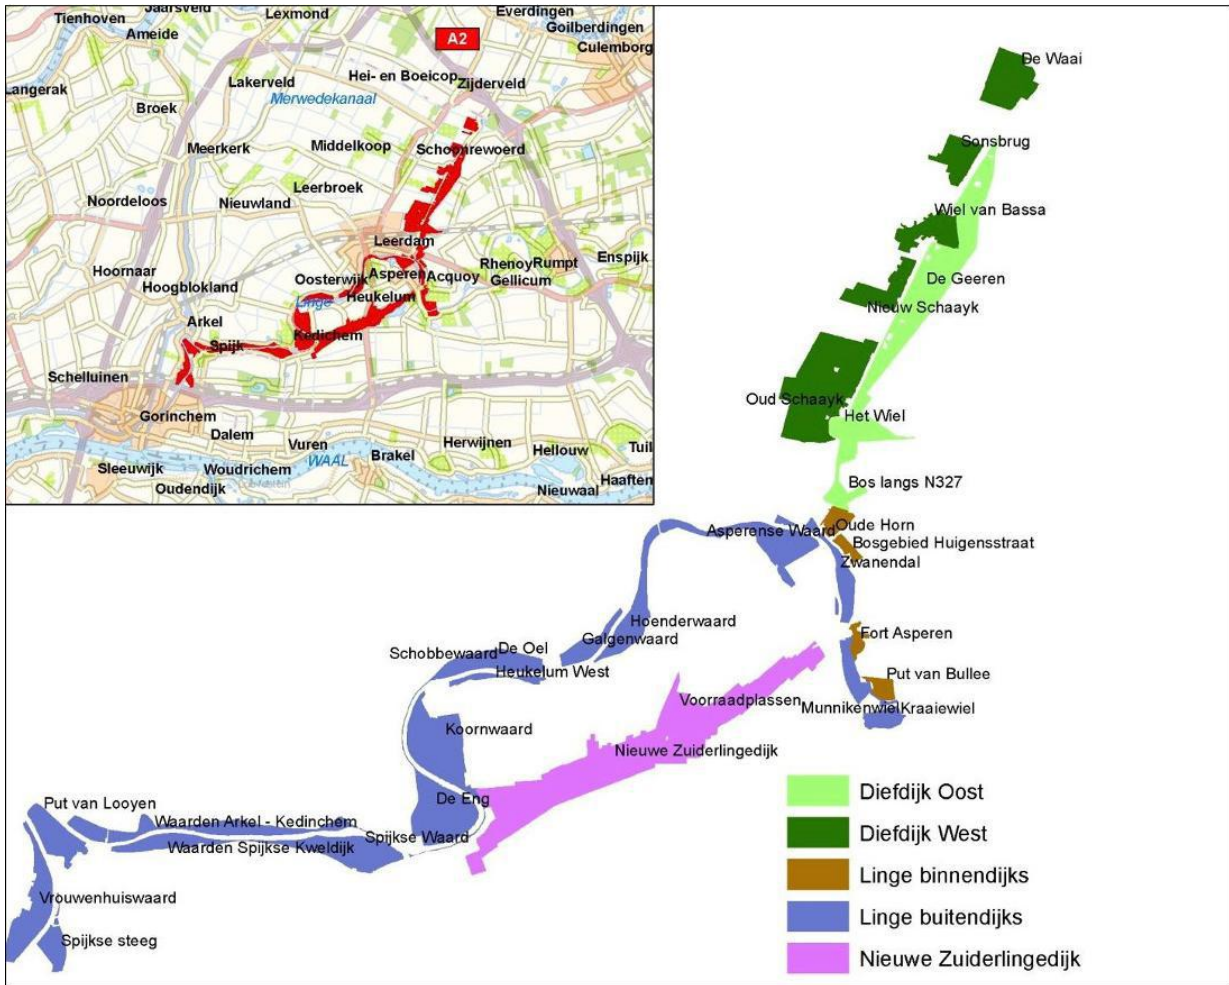 Tienhoven
Jaarsveld
Lexmond
Everdingen
Ameide
Goilberdingen
A2
Culemborg
Hei- en Boeicop
Zijderveld
Lakerveld
angerak
Merwedekanaal
Broek
Meerkerk
Middelkoop
Schoonrewoerd
Leerbroek
Noordeloos
Nieuwland
Leerdam
Enspijk
Hoornaar
Rhenoy
Rumpt
Oosterwijk
Asperen
Acquoy
Gellicum
Hoogblokland
Heukelum
Linge
Arkel
Kedichem
Spijk
Schelluinen
Gorinchem
Dalem
Vuren
Herwijnen
Hellouw
Tuil
WAAL
Brakel
Sleeuwijk
Woudrichem
Haaften
Oudendijk
Nieuwaal
De Waai
Sonsbrug
Wiel van Bassa
De Geeren
Nieuw Schaayk
Oud Schaayk
Het Wiel
Bos langs N327
Oude Horn
Asperense Waard
Bosgebied Huigensstraat
Zwanendal
Hoenderwaard
Fort Asperen
Galgenwaard
De Oel
Schobbewaard
Heukelum West
Put van Bullee
Voorraadplassen
Munnikenwiel
Kraaiewiel
Koornwaard
Nieuwe Zuiderlingedijk
De Eng
Put van Looyen
Waarden Arkel - Kedinchem
Spijkse Waard
Waarden Spijkse Kweldijk
Vrouwenhuiswaard
Spijkse steeg
Diefdijk Oost
Diefdijk West
Linge binnendijks
Linge buitendijks
Nieuwe Zuiderlingedijk